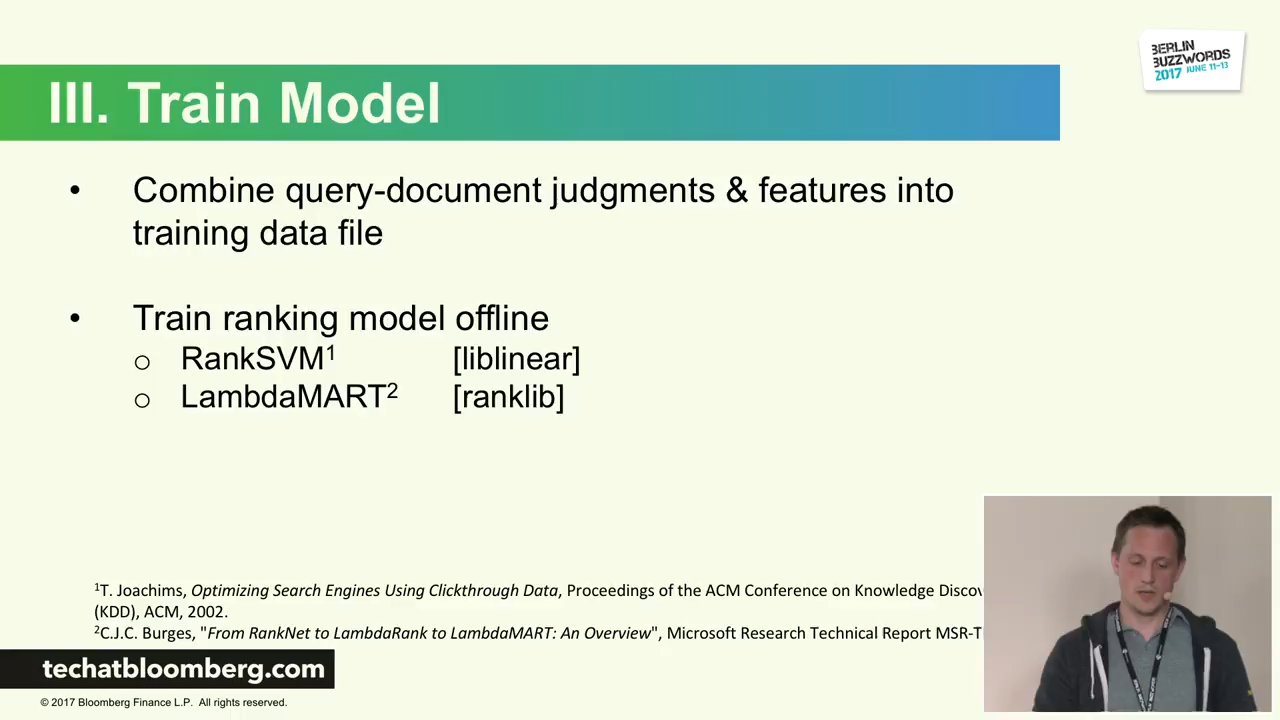 BERLIN
BUZZWORDS
2017 JUNE 11-13
III. Train Model
• Combine query-document judgments & features into
training data file
• Train ranking model offline
o RankSVM1 [liblinear]
o LambdaMART2 [ranklib]
1T. Joachims, Optimizing Search Engines Using Clickthrough Data, Proceedings of the ACM Conference on Knowledge
(KDD), ACM, 2002.
2C.J.C. Burges, "From RankNet to LambdaRank to LambdaMART: An Overview", Microsoft Research Technical Report
techatbloomberg.com
© 2017 Bloomberg Finance L.P. All rights reserved.